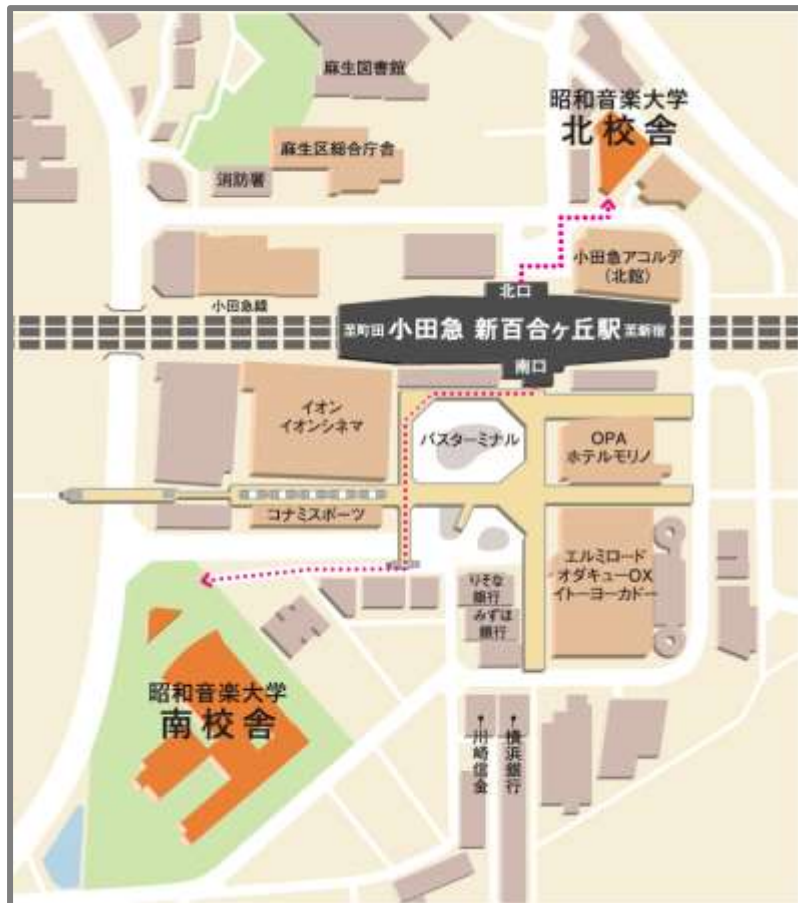 麻生図書館
昭和音楽大学
北校舎
麻生区総合庁舎
消防署
小田急アコルデ
(北館)
北口
小田急線
至町田
小田急 新百合ヶ丘駅
至新宿
南口
イオン
イオンシネマ
バスターミナル
OPA
ホテルモリノ
コナミスポーツ
エルミロード
オダキューOX
イトーヨーカドー
りそな
銀行
みずほ
銀行
昭和音楽大学
南校舎
川崎信金
横浜銀行